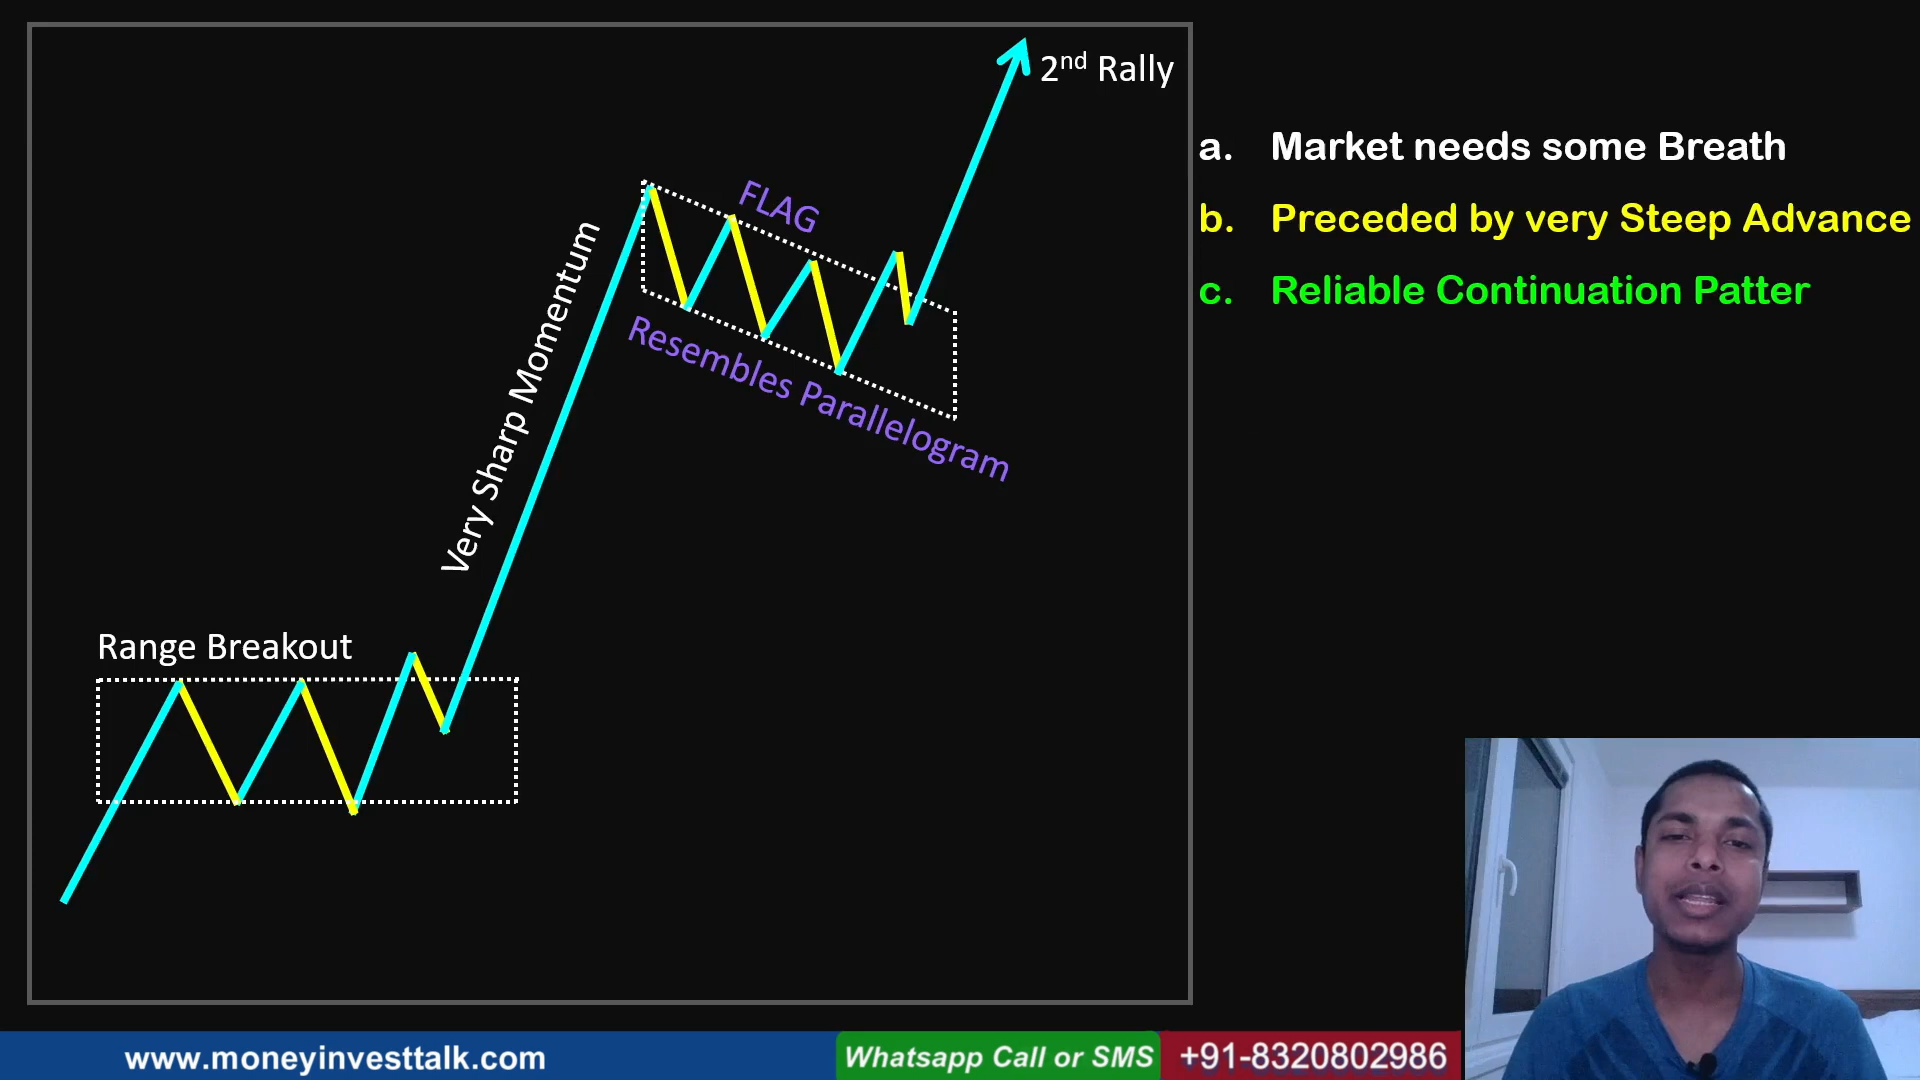 2nd Rally
a. Market needs some Breath
FLAG
b. Preceded by very Steep Advance
Very Sharp Momentum
c. Reliable Continuation Patter
Resembles Parallelogram
Range Breakout
www.moneyinvesttalk.com
Whatsapp Call or SMS
+91-8320802986